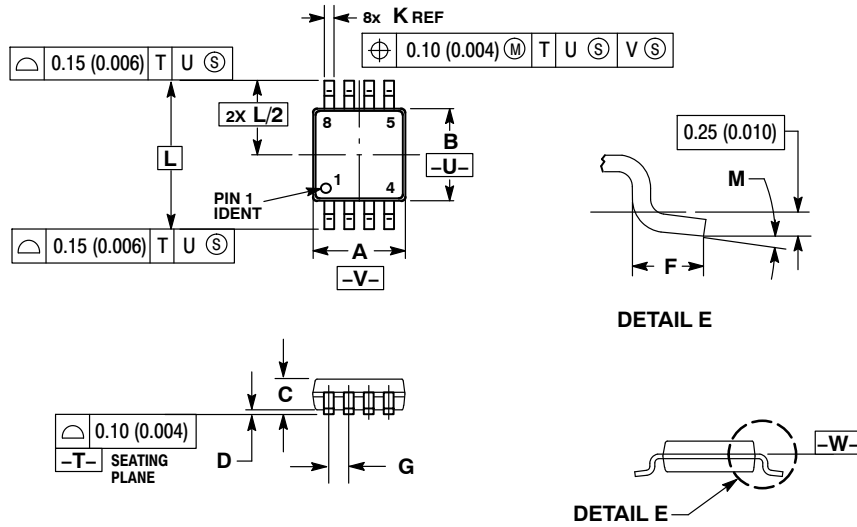 8x K REF
⌖ 0.10 (0.004) Ⓜ T U Ⓢ V Ⓢ
⌓ 0.15 (0.006) T U Ⓢ
2X L/2
L
8
5
B
–U–
1
4
PIN 1
IDENT
⌓ 0.15 (0.006) T U Ⓢ
A
–V–
0.25 (0.010)
M
F
DETAIL E
C
⌓ 0.10 (0.004)
–T– SEATING
PLANE
D
G
–W–
DETAIL E